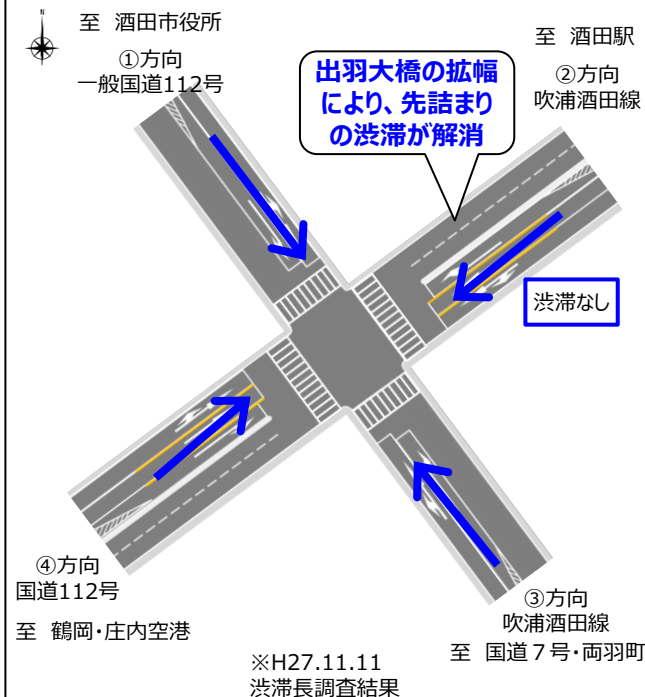 N
至 酒田市役所
①方向
一般国道112号
至 酒田駅
②方向
吹浦酒田線
出羽大橋の拡幅
により、先詰まり
の渋滞が解消
渋滞なし
④方向
国道112号
至 鶴岡・庄内空港
③方向
吹浦酒田線
至 国道7号・両羽町
※H27.11.11
渋滞長調査結果